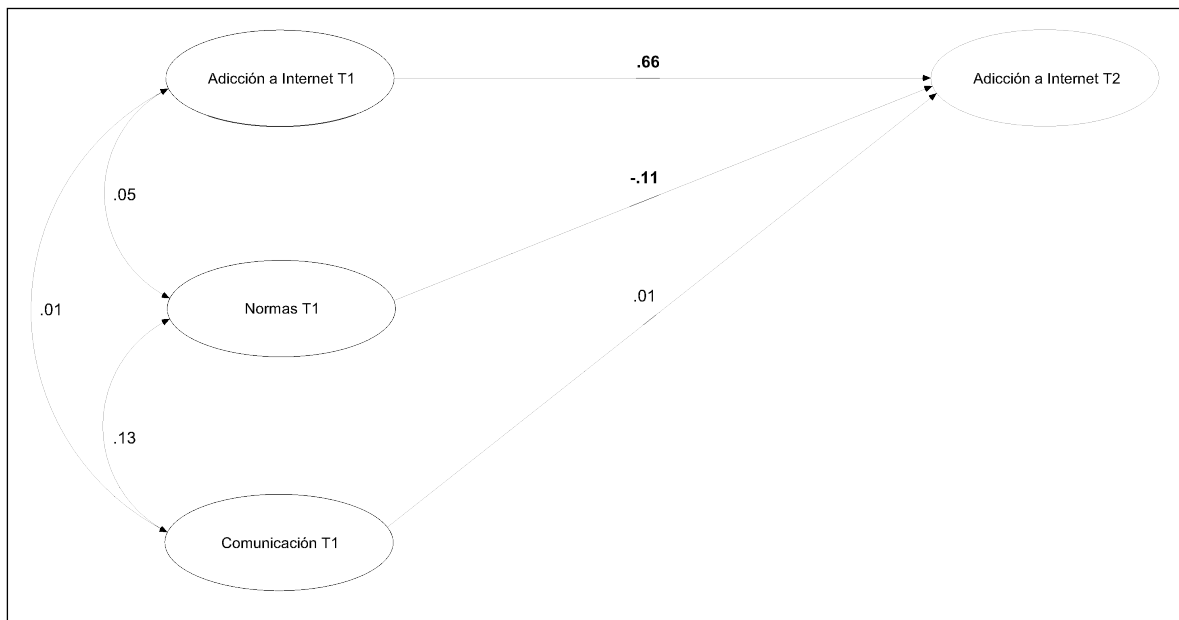 Adicción a Internet T1
.66
Adicción a Internet T2
.05
-.11
.01
Normas T1
.01
.13
Comunicación T1